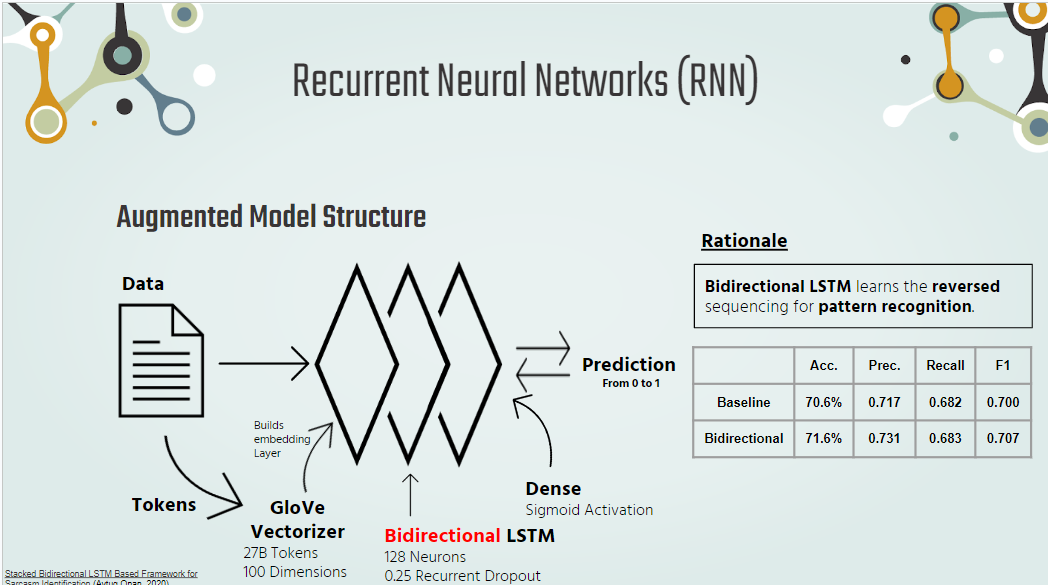 Recurrent Neural Networks (RNN)
Augmented Model Structure
Data
Tokens
Builds
embedding
Layer
GloVe
Vectorizer
27B Tokens
100 Dimensions
Bidirectional LSTM
128 Neurons
0.25 Recurrent Dropout
Dense
Sigmoid Activation
Prediction
From 0 to 1
Rationale
Bidirectional LSTM learns the reversed
sequencing for pattern recognition.
Acc. Prec. Recall F1
Baseline 70.6% 0.717 0.682 0.700
Bidirectional 71.6% 0.731 0.683 0.707
Stacked Bidirectional LSTM Based Framework for
Sarcasm Identification (Aytug Onan, 2020)